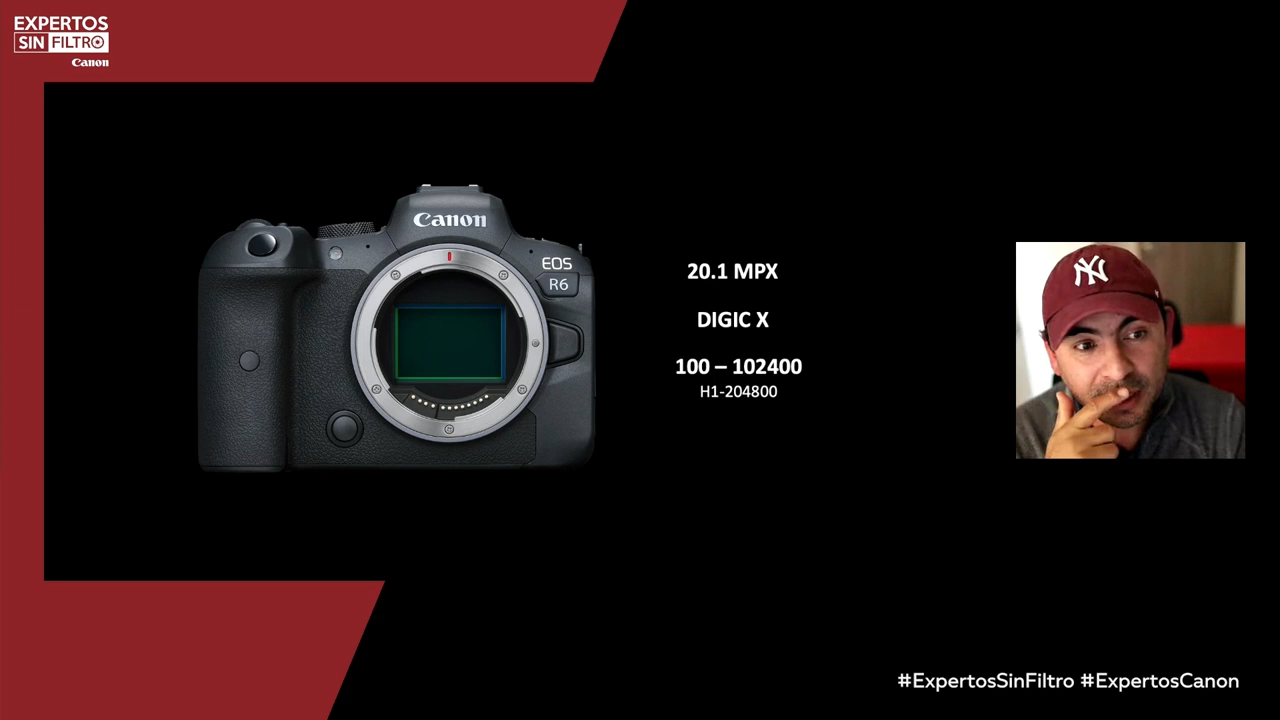 EXPERTOS
SIN FILTRO
Canon
Canon
EOS
R6
20.1 MPX
DIGIC X
100 – 102400
H1-204800
NY
#ExpertosSinFiltro #ExpertosCanon